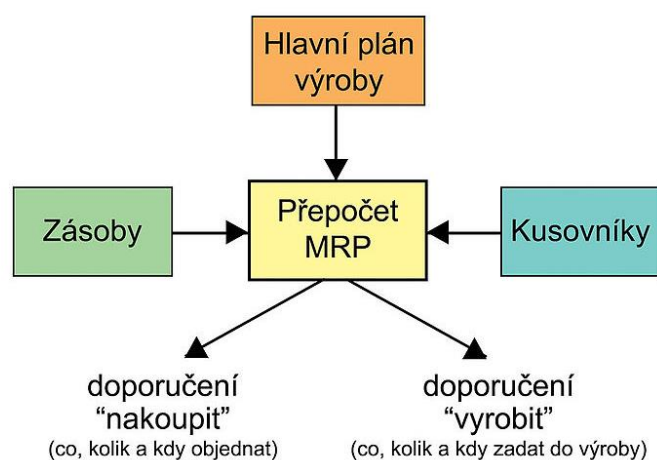 Hlavní plán
výroby
Zásoby
Přepočet
MRP
Kusovníky
doporučení
“nakoupit”
(co, kolik a kdy objednat)
doporučení
“vyrobit”
(co, kolik a kdy zadat do výroby)